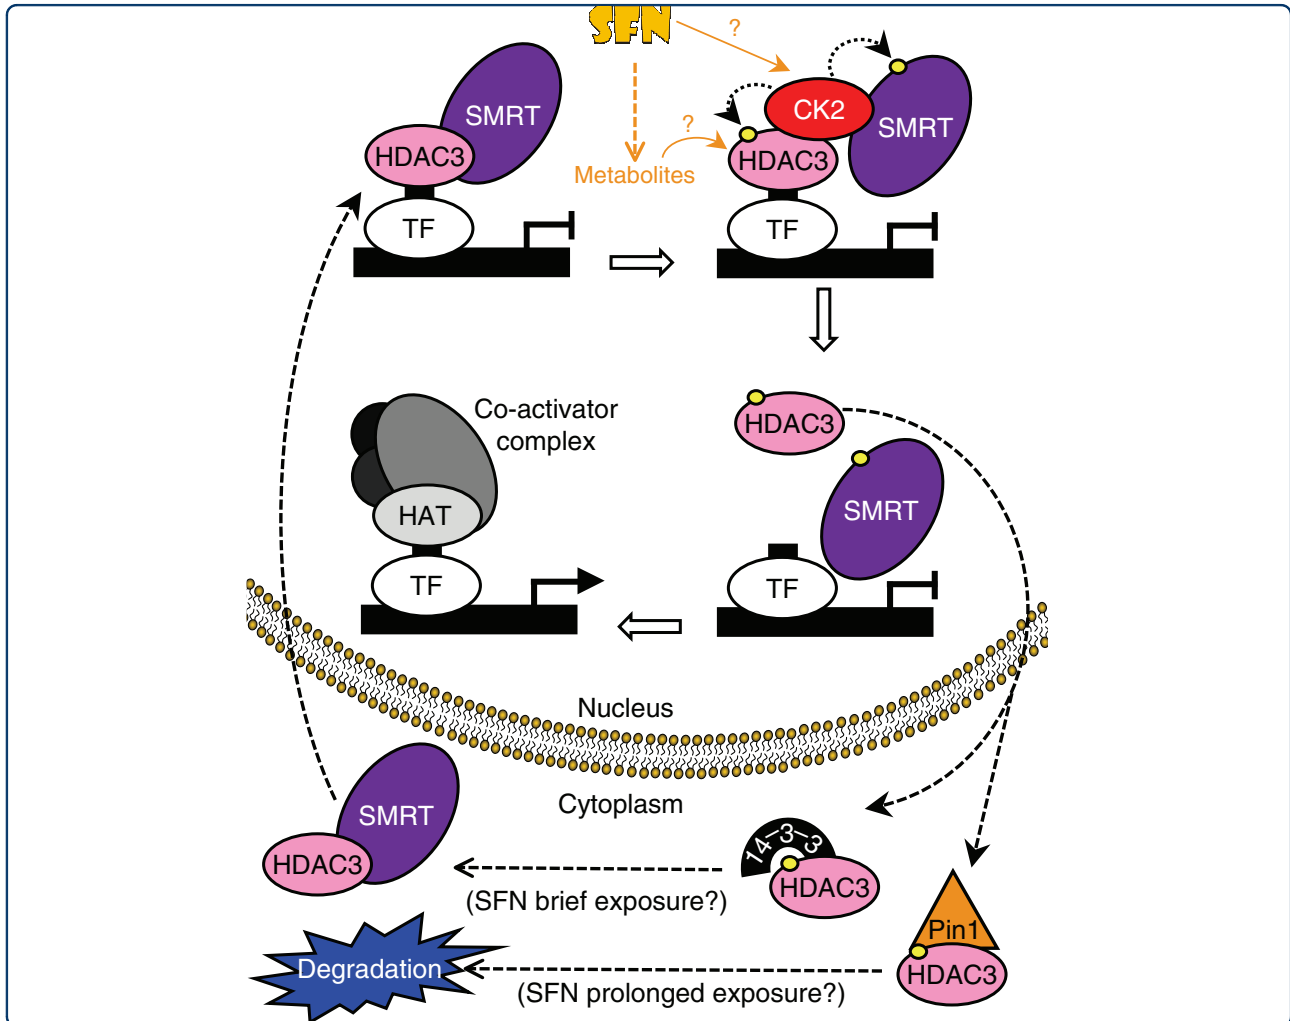 SFN
?
SMRT
HDAC3
TF
?
Metabolites
CK2
SMRT
HDAC3
TF
Co-activator
complex
HAT
TF
HDAC3
SMRT
TF
Nucleus
Cytoplasm
SMRT
HDAC3
14–3–3
HDAC3
(SFN brief exposure?)
Pin1
HDAC3
Degradation
(SFN prolonged exposure?)